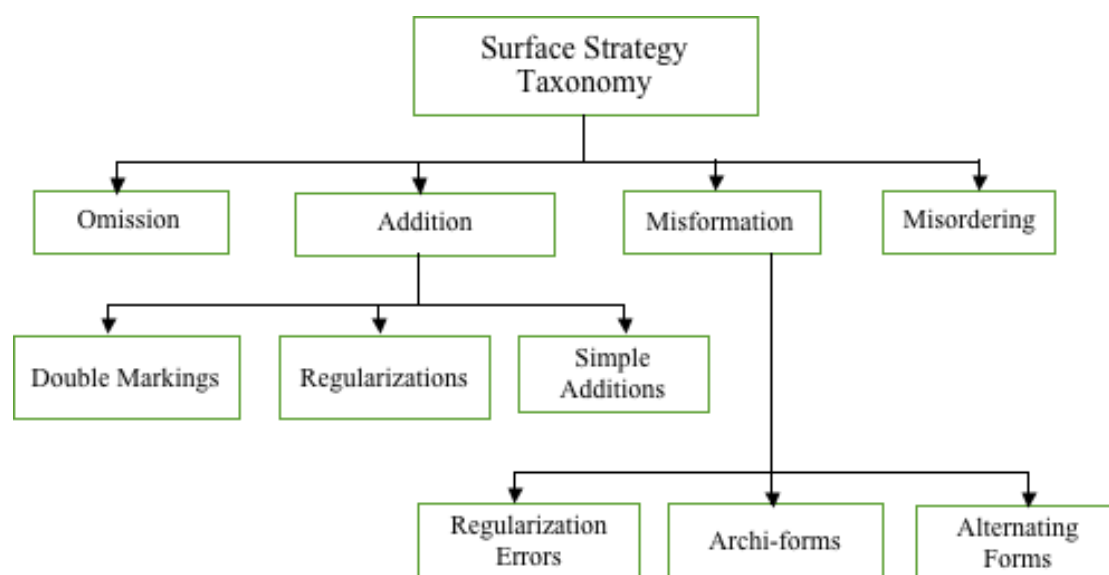 Surface Strategy
Taxonomy
Omission
Addition
Misformation
Misordering
Double Markings
Regularizations
Simple
Additions
Regularization
Errors
Archi-forms
Alternating
Forms